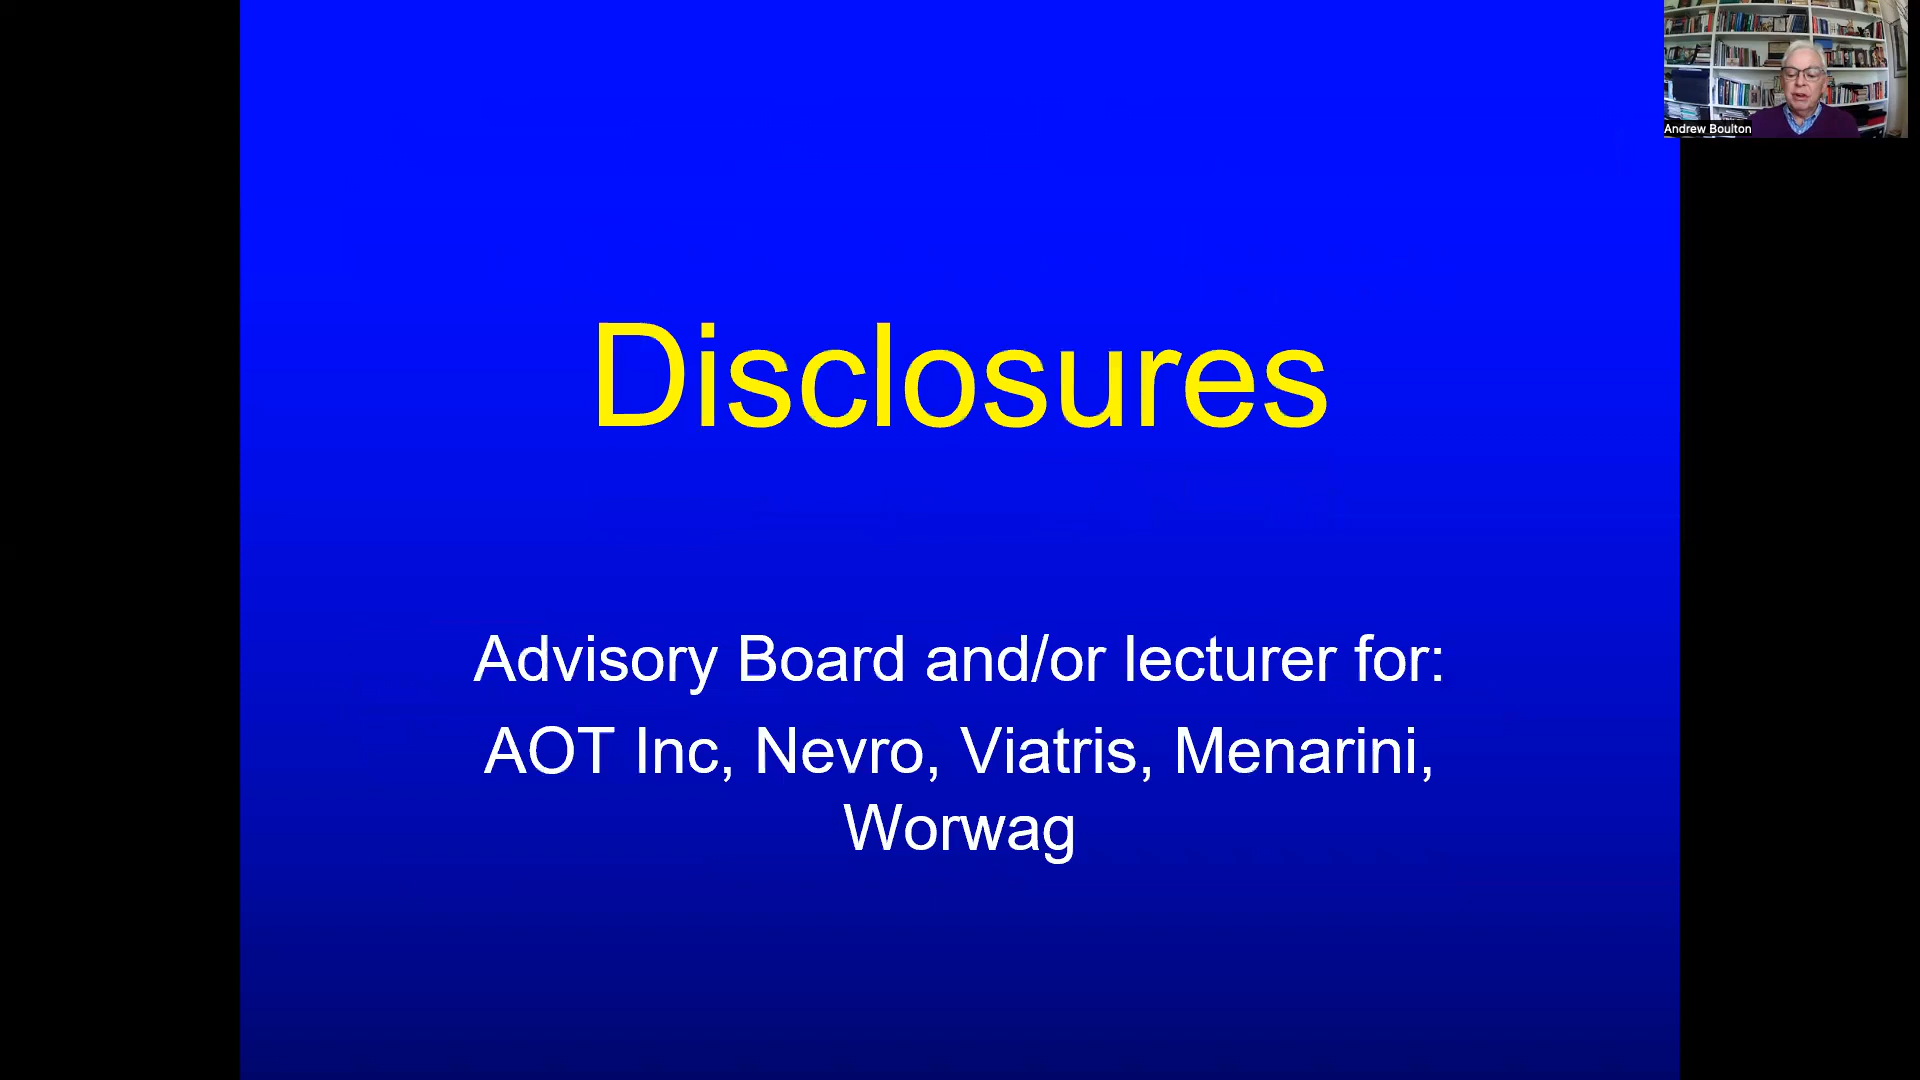 Andrew Boulton
Disclosures
Advisory Board and/or lecturer for:
AOT Inc, Nevro, Viatris, Menarini,
Worwag